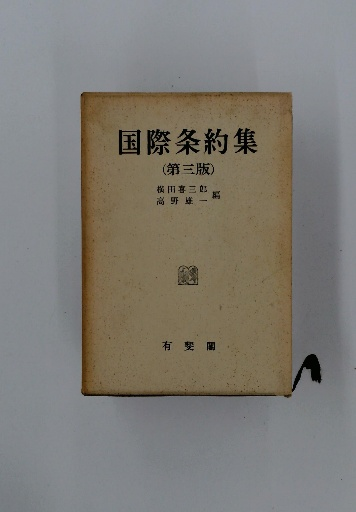 国際条約集
(第三版)
横田喜三郎
高野雄一 編
有斐閣